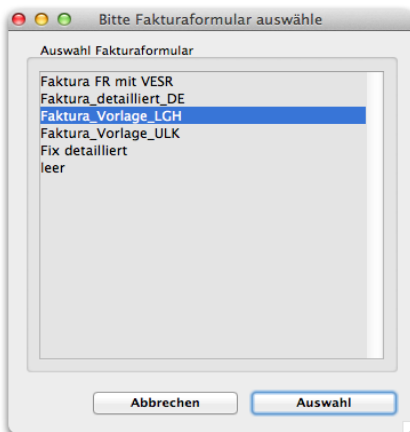 Bitte Fakturaformular auswähle
Auswahl Fakturaformular
Faktura FR mit VESR
Faktura_detailliert_DE
Faktura_Vorlage_LGH
Faktura_Vorlage_ULK
Fix detailliert
leer
Abbrechen
Auswahl